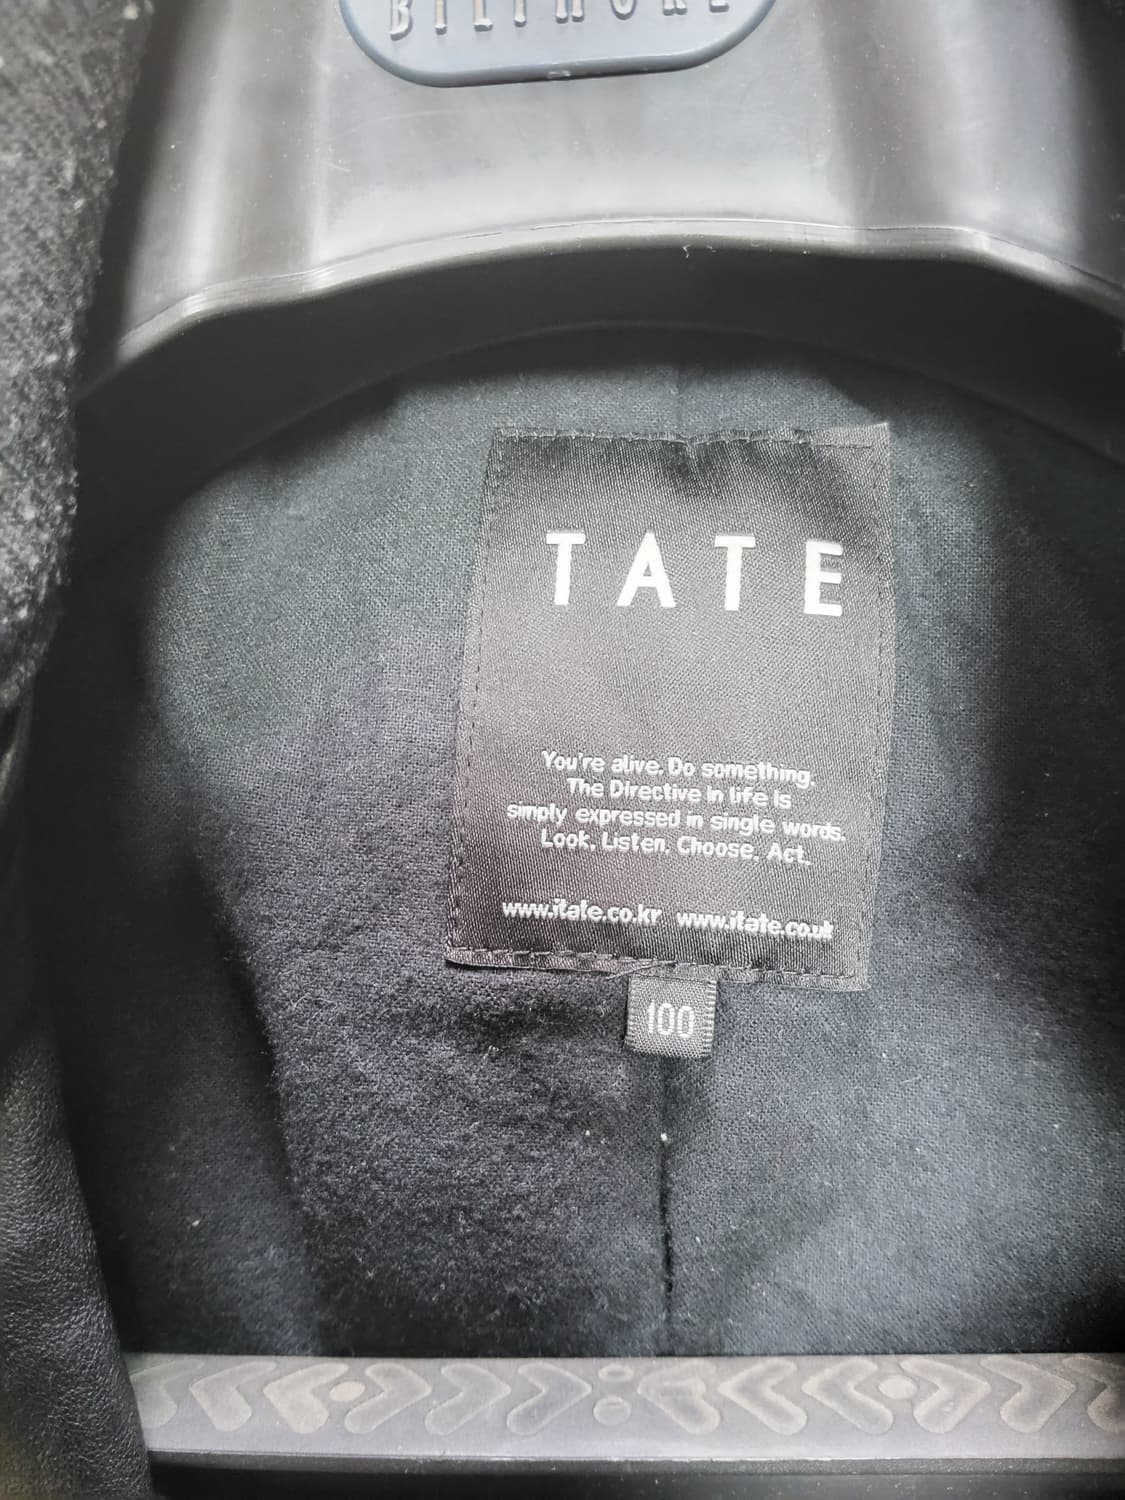 BILTMORE
TATE
You're alive. Do something.
The Directive in life is
simply expressed in single words.
Look. Listen. Choose. Act.
www.itate.co.kr www.itate.co.uk
100